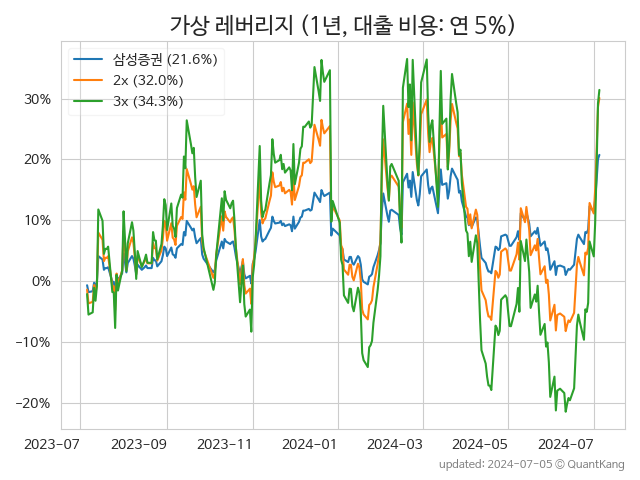 가상 레버리지 (1년, 대출 비용: 연 5%)
삼성증권 (21.6%)
2x (32.0%)
3x (34.3%)
30%
20%
10%
0%
−10%
−20%
2023-07 2023-09 2023-11 2024-01 2024-03 2024-05 2024-07
updated: 2024-07-05 © QuantKang